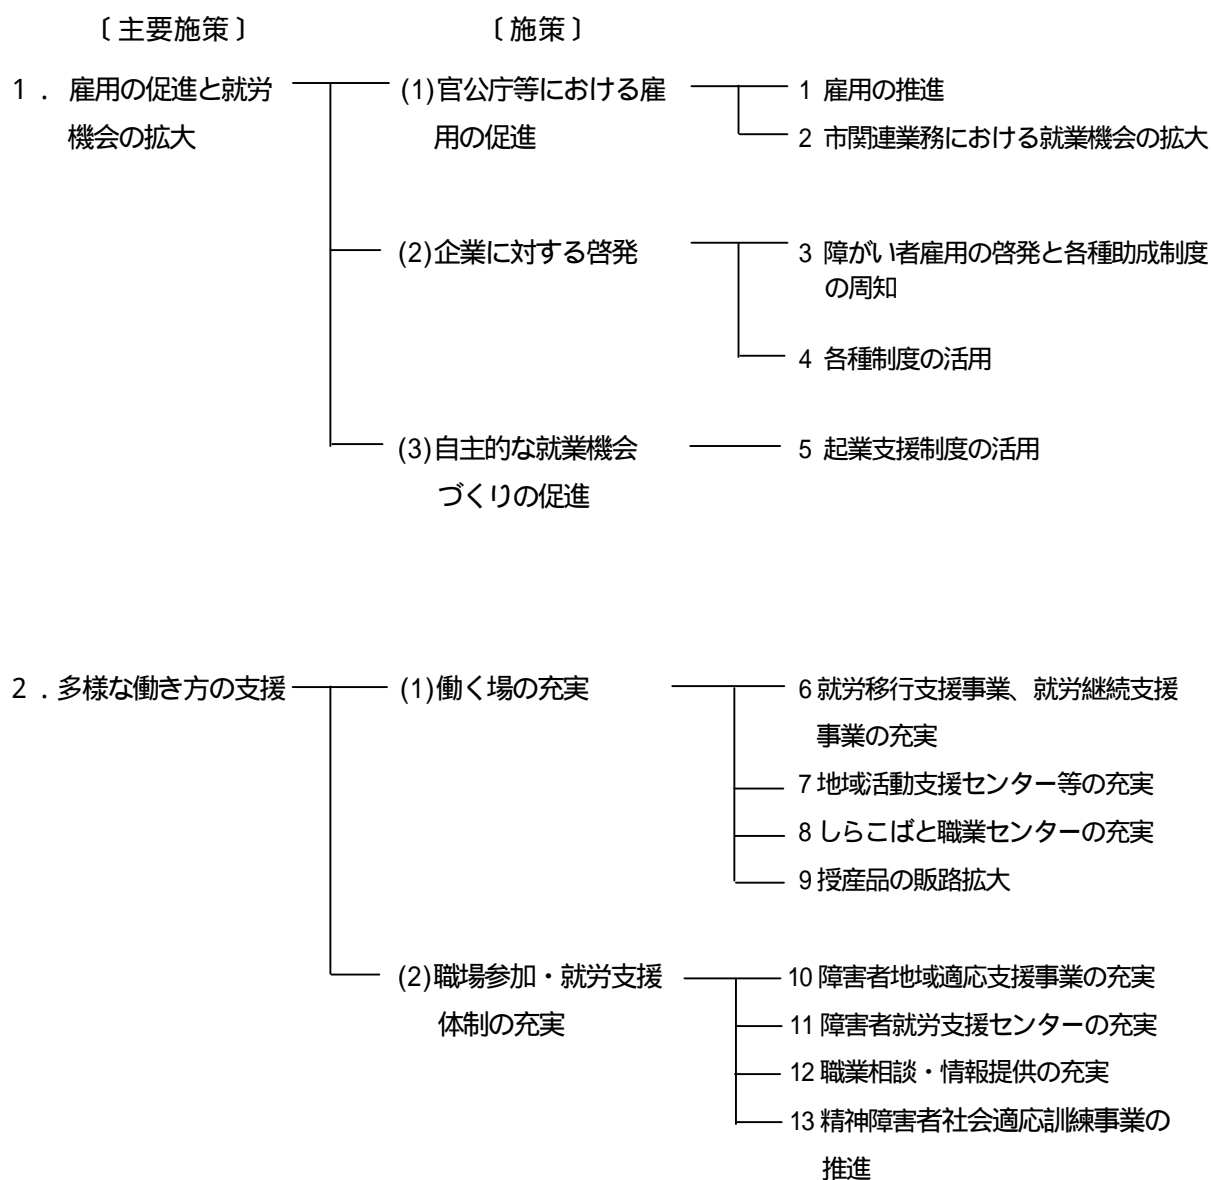 〔 主要施策 〕 〔 施策 〕
1 . 雇用の促進と就労 (1)官公庁等における雇 1 雇用の推進
機会の拡大 用の促進 2 市関連業務における就業機会の拡大
(2)企業に対する啓発 3 障がい者雇用の啓発と各種助成制度
の周知
4 各種制度の活用
(3)自主的な就業機会 5 起業支援制度の活用
づくりの促進
2 . 多様な働き方の支援 (1)働く場の充実 6 就労移行支援事業、就労継続支援
事業の充実
7 地域活動支援センター等の充実
8 しらこばと職業センターの充実
9 授産品の販路拡大
(2)職場参加・就労支援 10 障害者地域適応支援事業の充実
体制の充実 11 障害者就労支援センターの充実
12 職業相談・情報提供の充実
13 精神障害者社会適応訓練事業の
推進